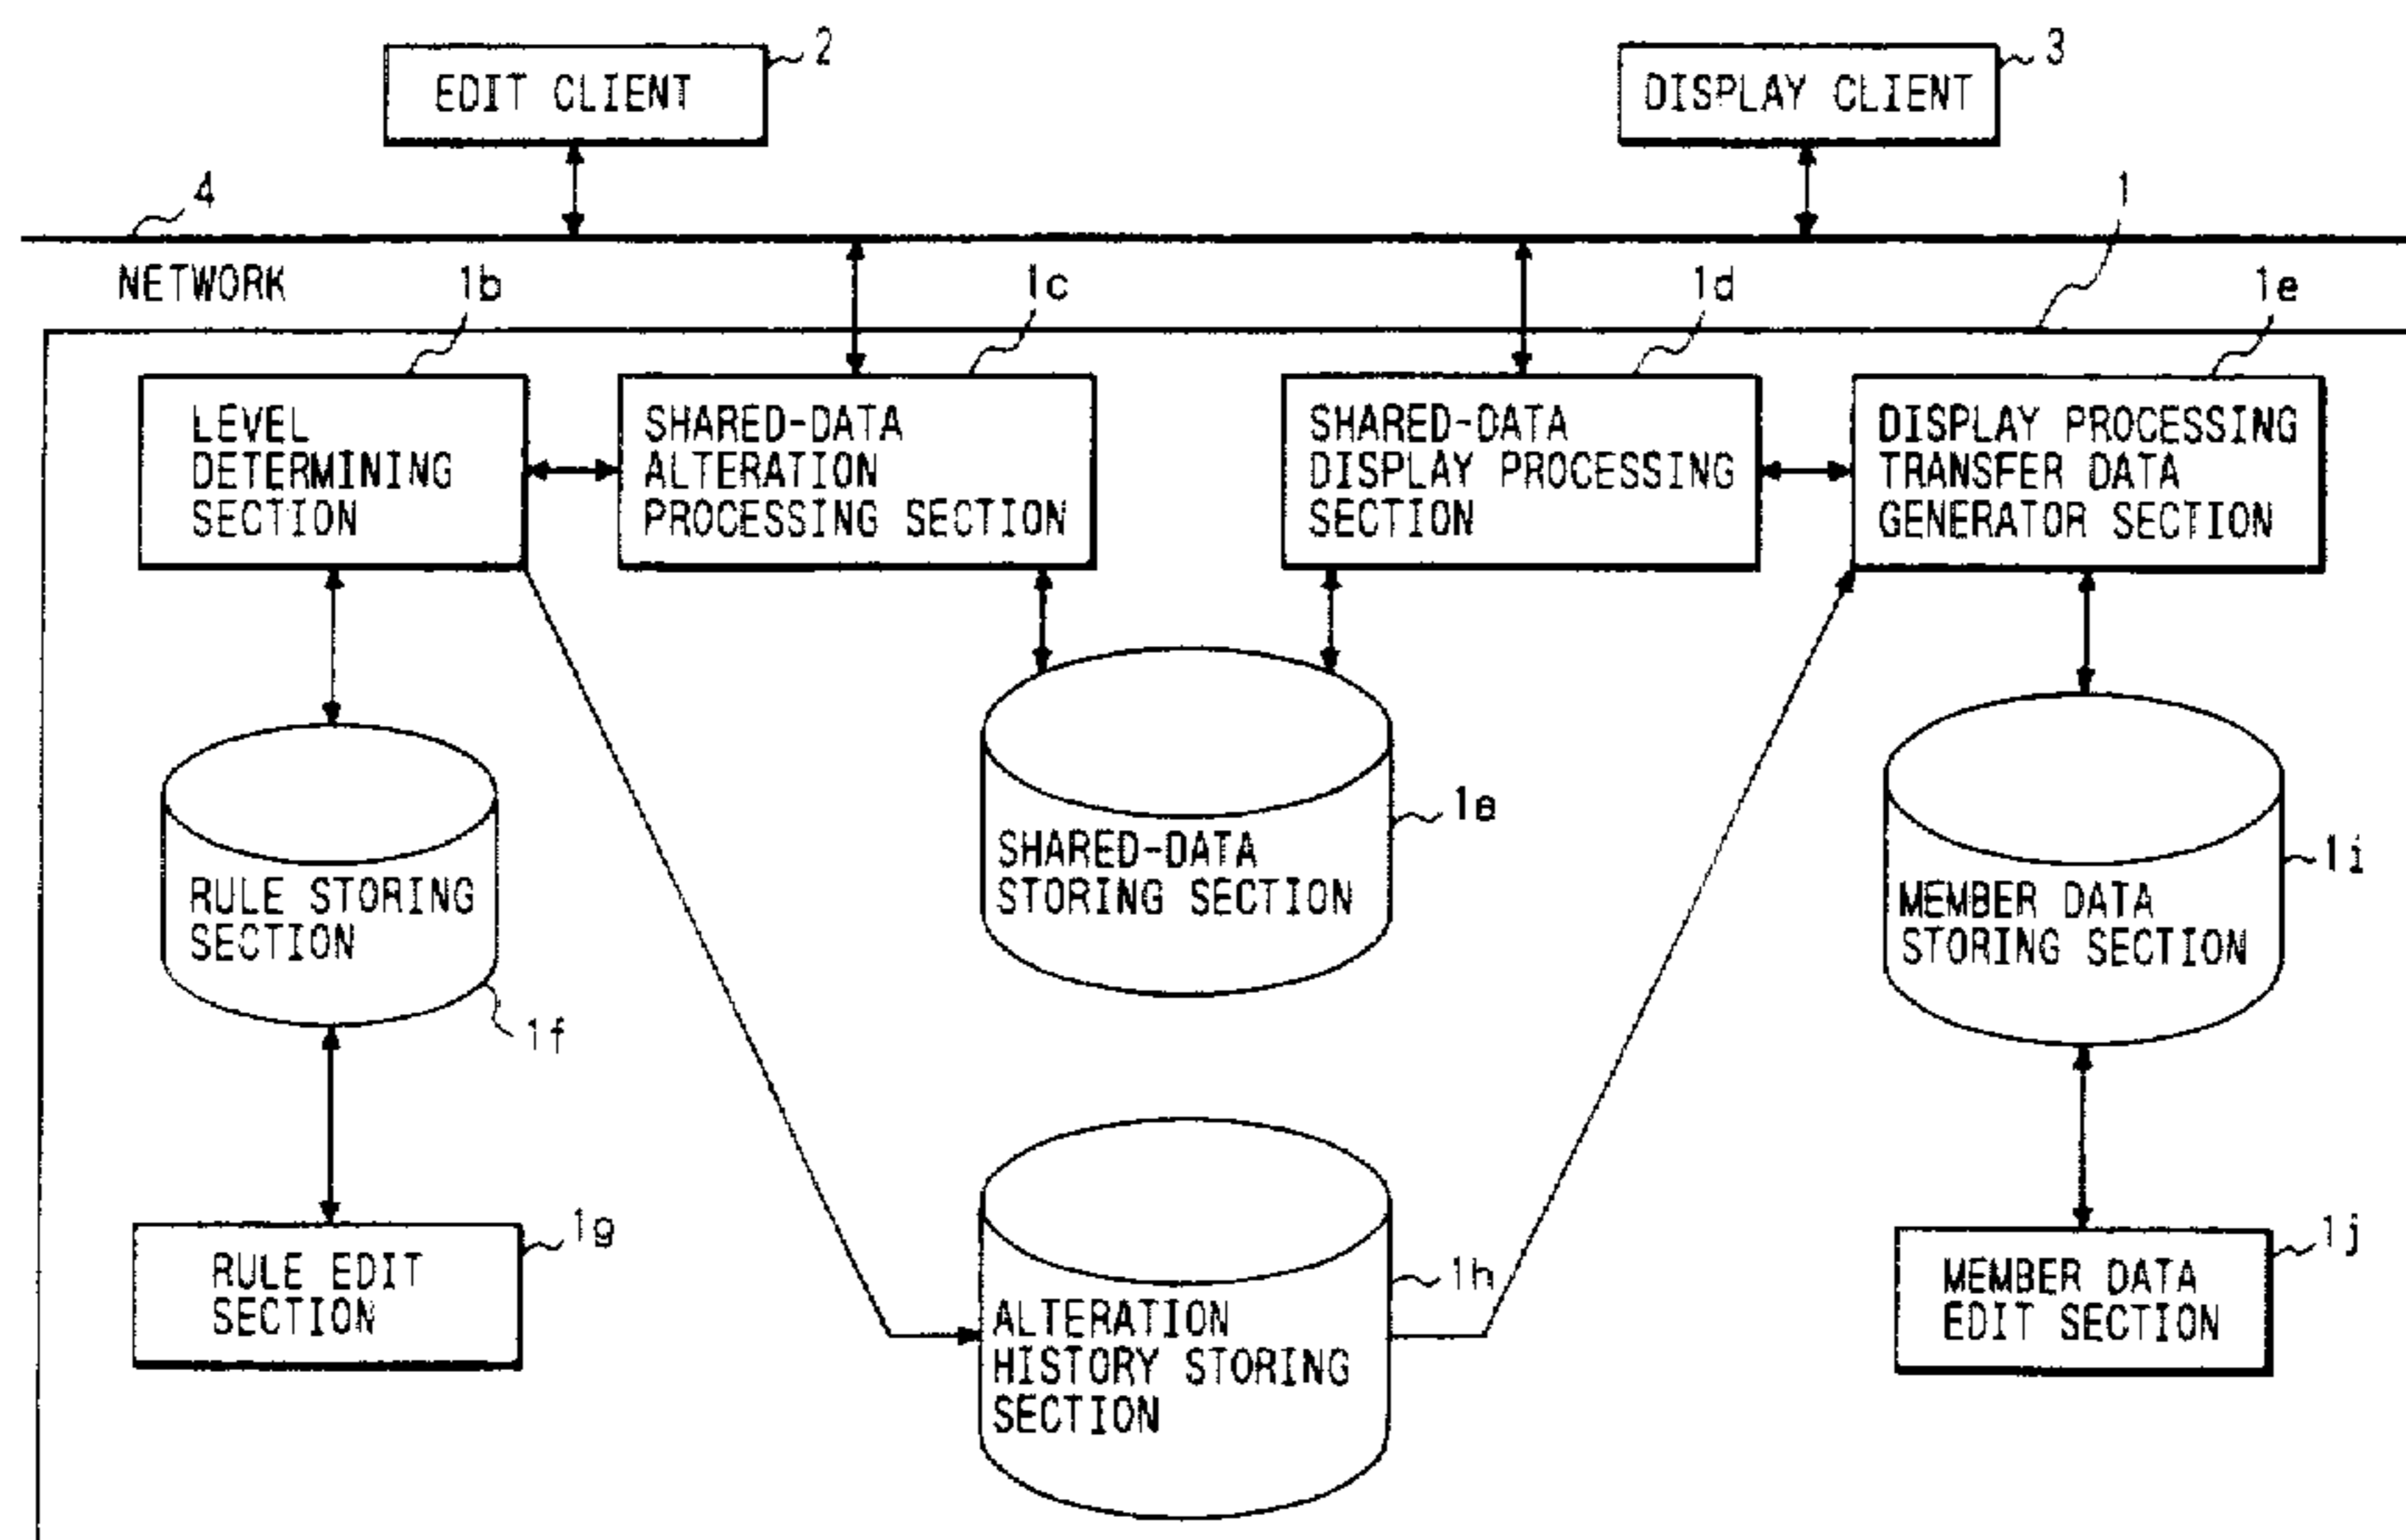 2
EDIT CLIENT
3
DISPLAY CLIENT
4
1
NETWORK
1b
1c
1d
1e
LEVEL
DETERMINING
SECTION
SHARED-DATA
ALTERATION
PROCESSING SECTION
SHARED-DATA
DISPLAY PROCESSING
SECTION
DISPLAY PROCESSING
TRANSFER DATA
GENERATOR SECTION
RULE STORING
SECTION
1f
SHARED-DATA
STORING SECTION
MEMBER DATA
STORING SECTION
1i
1g
RULE EDIT
SECTION
1h
ALTERATION
HISTORY STORING
SECTION
1j
MEMBER DATA
EDIT SECTION